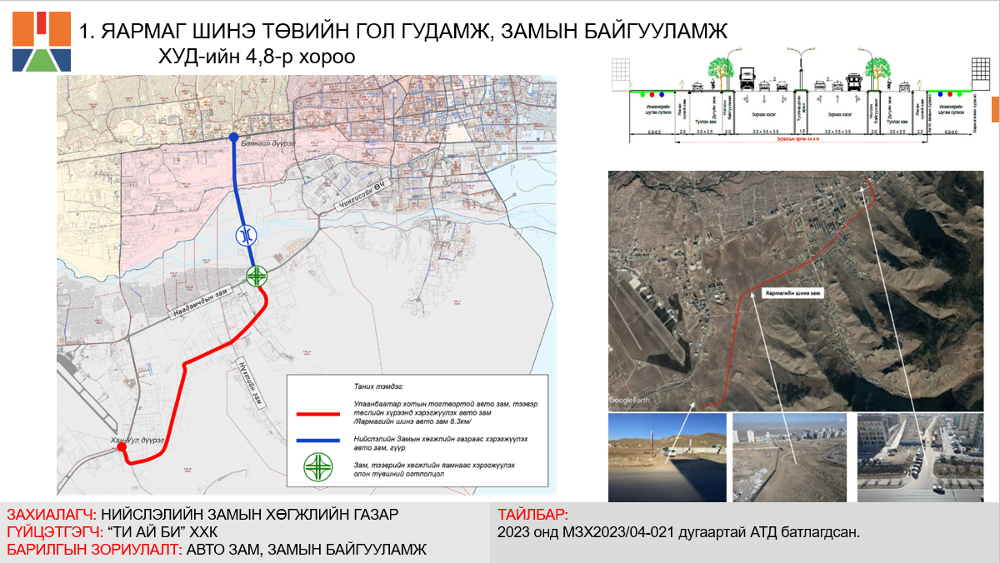 1. ЯАРМАГ ШИНЭ ТӨВИЙН ГОЛ ГУДАМЖ, ЗАМЫН БАЙГУУЛАМЖ
ХУД-ийн 4,8-р хороо
Баянгол дүүрэг
Чингисийн ӨЧ
Наадамчдын зам
Нүхтийн зам
Хан-Уул дүүрэг
Таних тэмдэг:
Улаанбаатар хотын тогтвортой авто зам, тээвэр
төслийн хүрээнд хэрэгжүүлэх авто зам
/Яармагийн шинэ авто зам 8.3км/
Нийслэлийн Замын хөгжлийн газраас хэрэгжүүлэх
авто зам, гүүр
Зам, тээврийн хөгжлийн яамнаас хэрэгжүүлэх
олон түвшний огтлолцол
2
2
Инженерийн
шугам сүлжээ
Явган
хүний зам
Дугуйн зам
Туслах зам
Ногоон
байгууламж
Зорчих хэсэг
Тусгаарлах
Зорчих хэсэг
Ногоон
байгууламж
Дугуйн зам
Туслах зам
Явган
хүний зам
Инженерийн
шугам сүлжээ
6.0-8.0
2.5
3.0 + 2.5
2.0
3.5 + 3.5 + 3.5
1.5
3.5 + 3.5 + 3.5
2.0
3.0 + 2.5
2.5
6.0-8.0
Зурвасын өргөн 44.4 м
Яармагийн шинэ зам
Google Earth
ЗАХИАЛАГЧ: НИЙСЛЭЛИЙН ЗАМЫН ХӨГЖЛИЙН ГАЗАР
ГҮЙЦЭТГЭГЧ: “ТИ АЙ БИ” ХХК
БАРИЛГЫН ЗОРИУЛАЛТ: АВТО ЗАМ, ЗАМЫН БАЙГУУЛАМЖ
ТАЙЛБАР:
2023 онд МЗХ2023/04-021 дугаартай АТД батлагдсан.